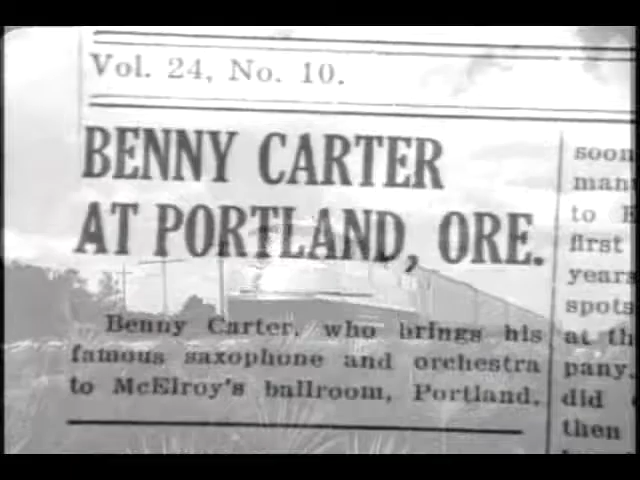 Vol. 24, No. 10.
BENNY CARTER
AT PORTLAND, ORE.
Benny Carter, who brings his
famous saxophone and orchestra
to McElroy's ballroom, Portland,
soon
man
to
first
years
spots
at th
pany.
did
then